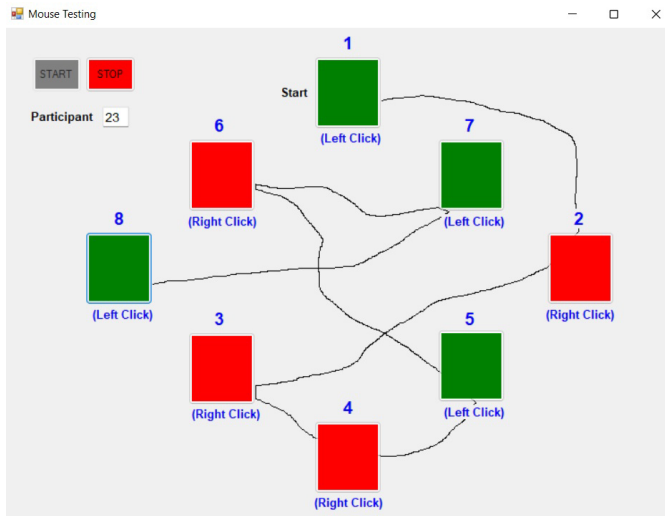 Mouse Testing
START STOP
Participant 23
1
Start
(Left Click)
6
(Right Click)
7
(Left Click)
8
(Left Click)
2
(Right Click)
3
(Right Click)
5
(Left Click)
4
(Right Click)